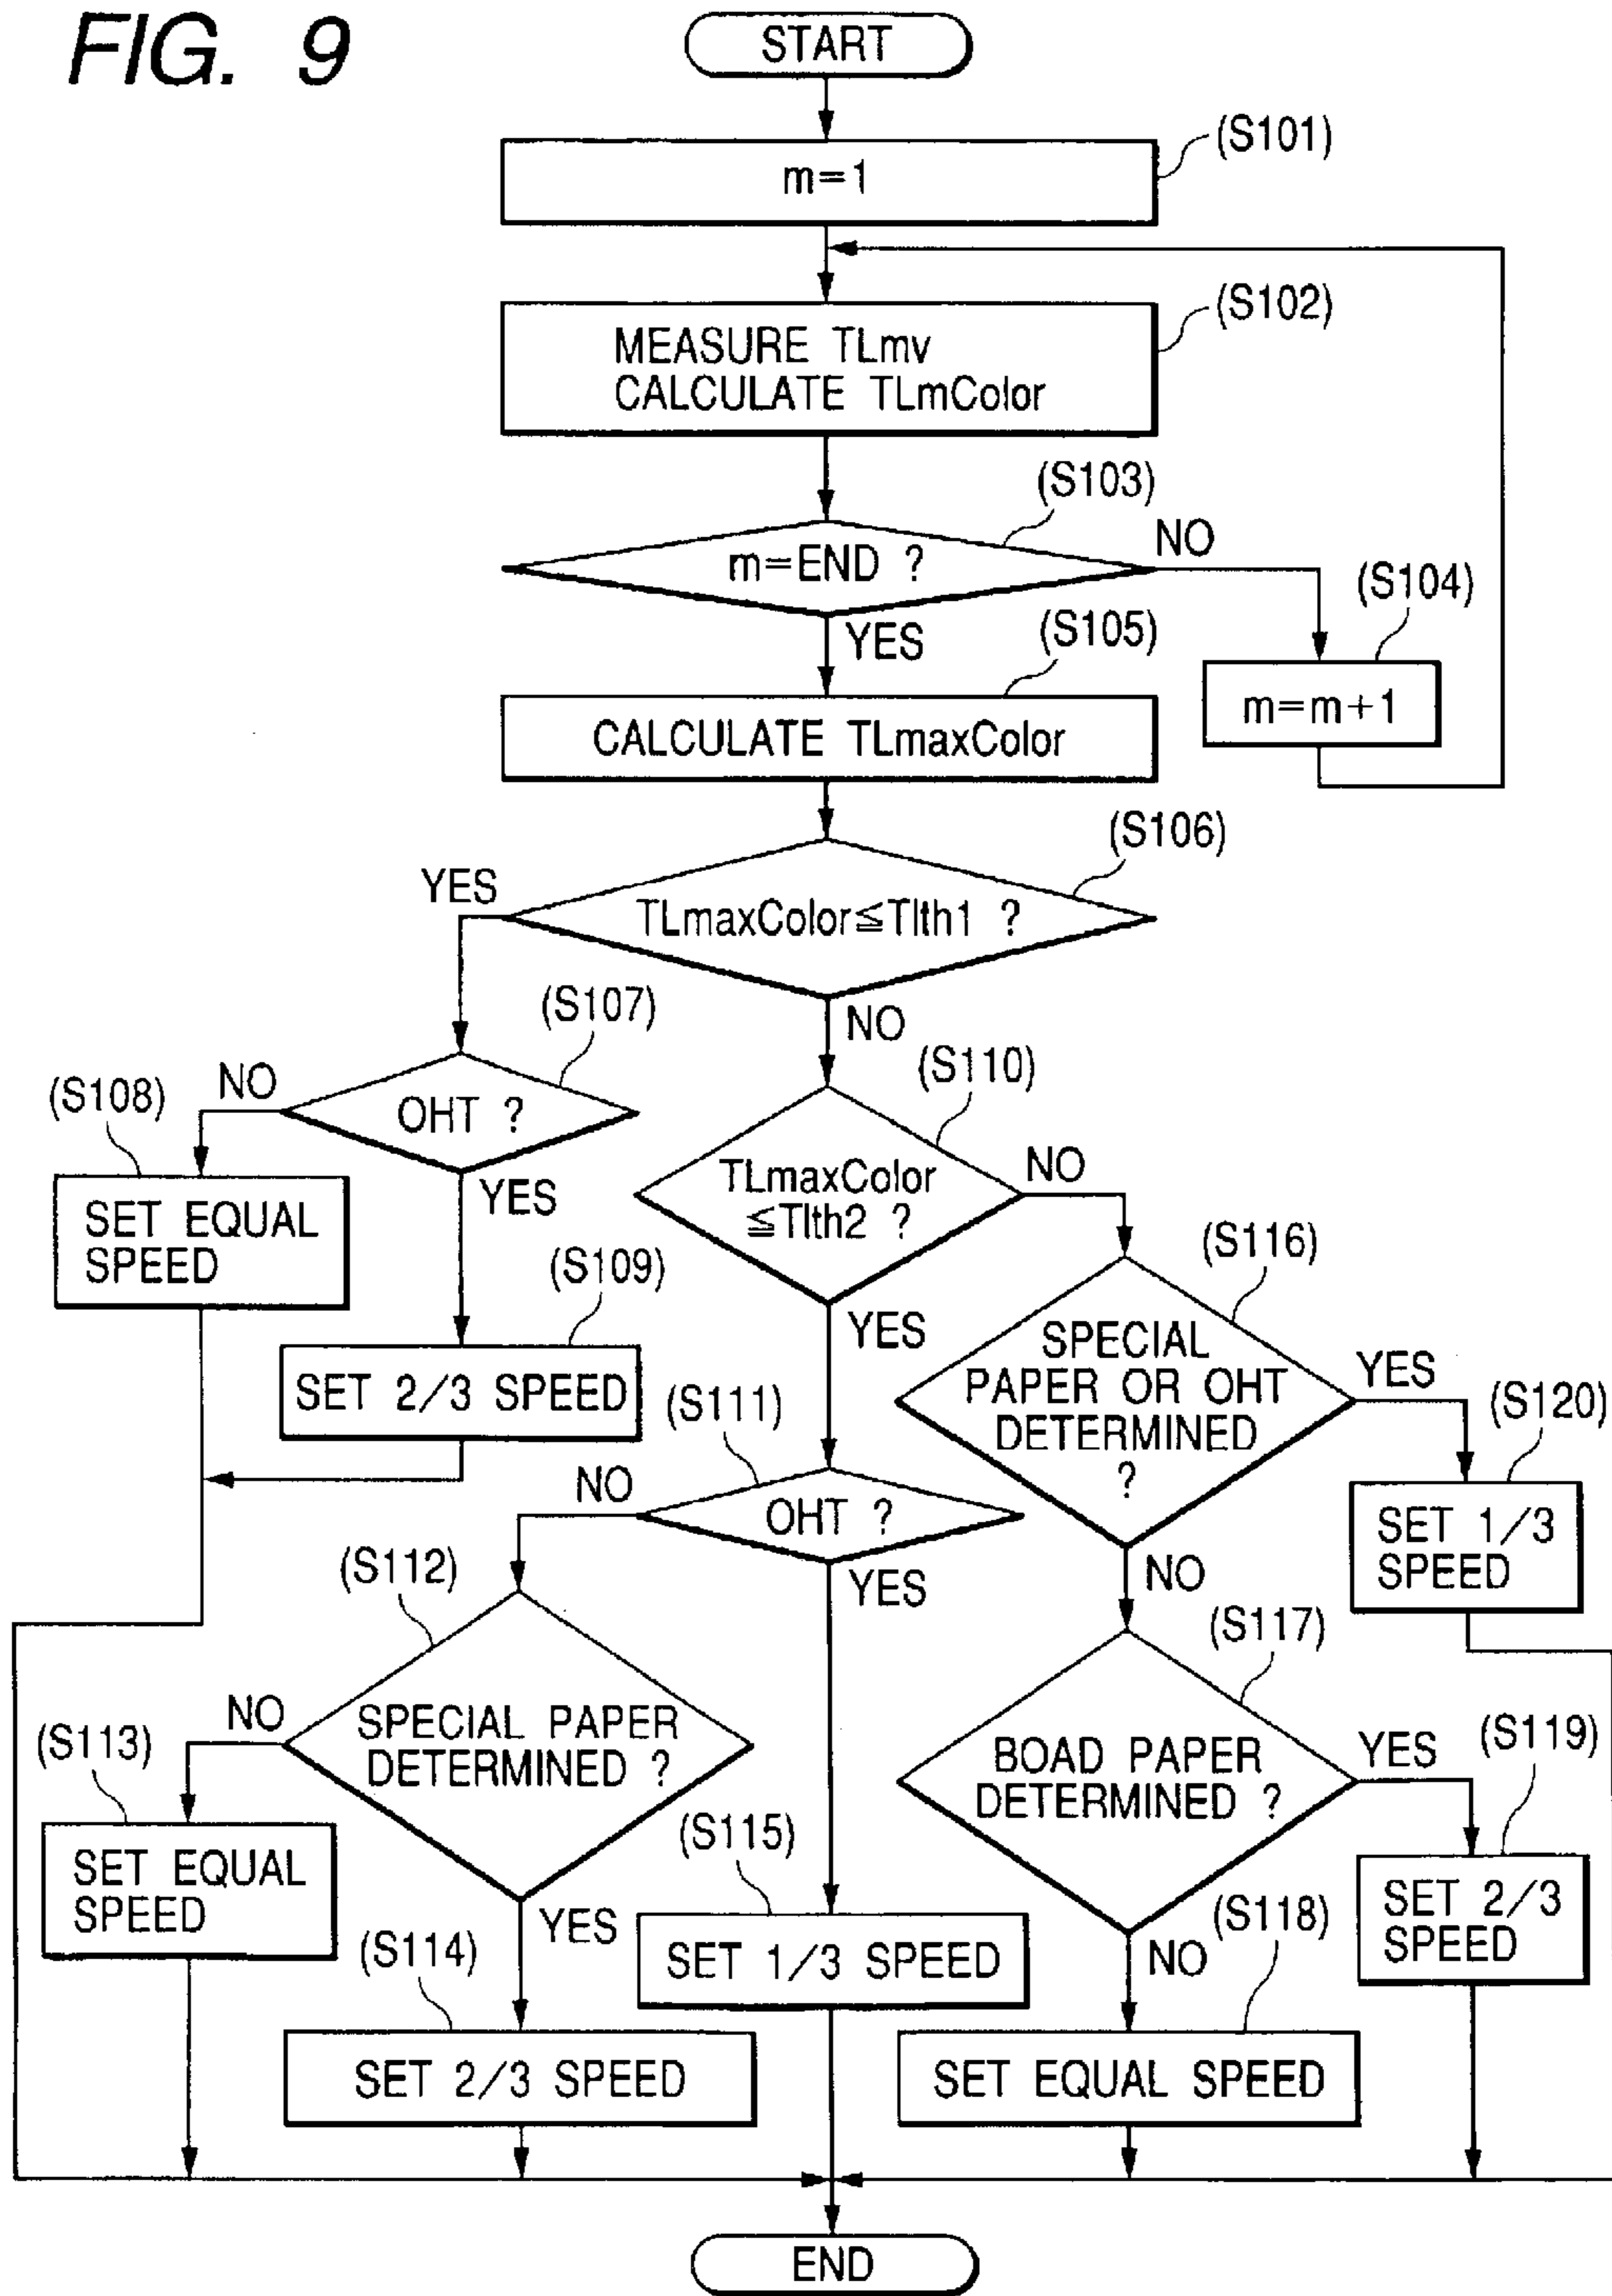 FIG. 9
START
(S101)
m=1
(S102)
MEASURE TLmv
CALCULATE TLmColor
(S103)
m=END ?
NO
(S104)
m=m+1
YES
(S105)
CALCULATE TLmaxColor
(S106)
YES
TLmaxColor≦Tlth1 ?
NO
(S107)
NO
OHT ?
(S108)
SET EQUAL
SPEED
YES
(S109)
SET 2/3 SPEED
(S110)
TLmaxColor
≦Tlth2 ?
NO
YES
(S116)
SPECIAL
PAPER OR OHT
DETERMINED
?
YES
(S120)
SET 1/3
SPEED
NO
(S111)
NO
OHT ?
YES
(S112)
SPECIAL PAPER
DETERMINED ?
NO
(S113)
SET EQUAL
SPEED
YES
(S114)
SET 2/3 SPEED
(S115)
SET 1/3 SPEED
(S117)
BOAD PAPER
DETERMINED ?
YES
(S119)
SET 2/3
SPEED
NO
(S118)
SET EQUAL SPEED
END